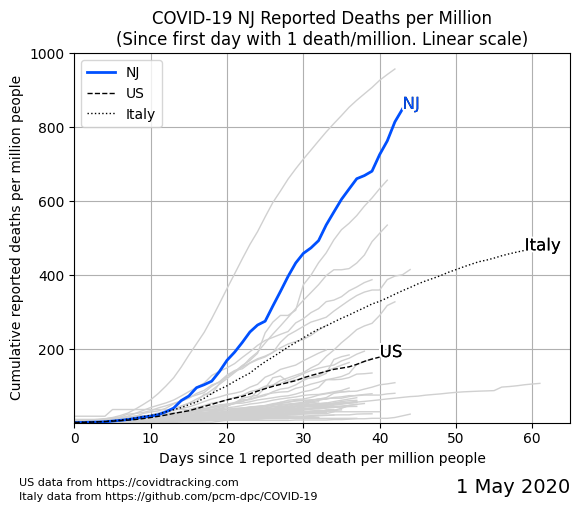 COVID-19 NJ Reported Deaths per Million
(Since first day with 1 death/million. Linear scale)
Cumulative reported deaths per million people
1000
800
600
400
200
NJ
US
Italy
NJ
Italy
US
0 10 20 30 40 50 60
Days since 1 reported death per million people
US data from https://covidtracking.com
Italy data from https://github.com/pcm-dpc/COVID-19
1 May 2020